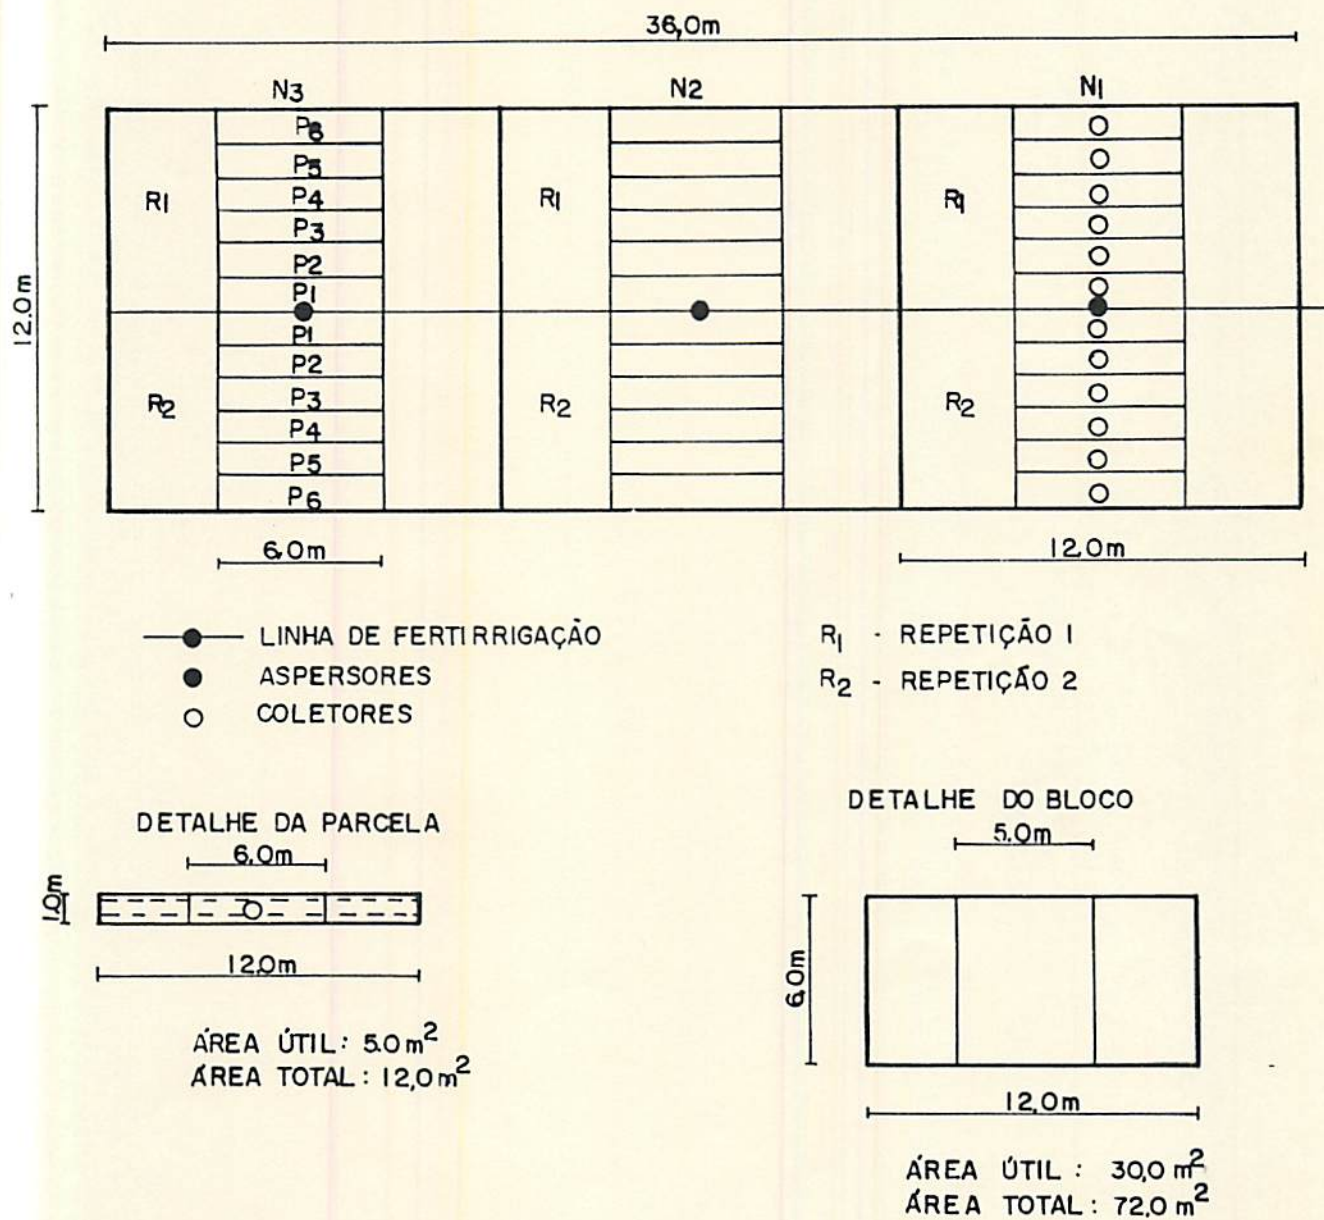 36,0m
N3 N2 N1
12.0m
P6
P5
R1 P4 R1 R1
P3
P2
P1
P1
P2
R2 P3 R2 R2
P4
P5
P6
6.0m 12.0m
LINHA DE FERTIRRIGAÇÃO
ASPERSORES
COLETORES
R1 - REPETIÇÃO 1
R2 - REPETIÇÃO 2
DETALHE DA PARCELA
6.0m
1.0m
12.0m
ÁREA ÚTIL: 5.0m²
ÁREA TOTAL: 12,0m²
DETALHE DO BLOCO
5.0m
6.0m
12.0m
ÁREA ÚTIL: 30,0 m²
ÁREA TOTAL: 72,0 m²